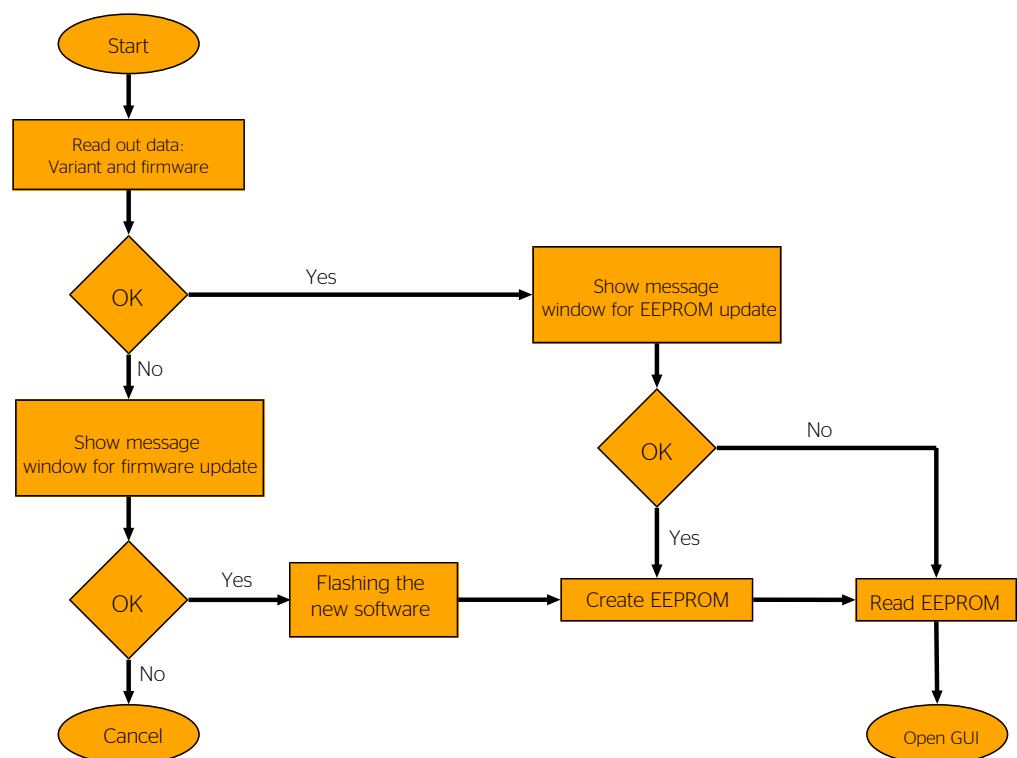 Start
Read out data:
Variant and firmware
OK
Yes
Show message
window for EEPROM update
No
OK
No
Show message
window for firmware update
Yes
OK
Yes
Flashing the
new software
Create EEPROM
Read EEPROM
No
Cancel
Open GUI